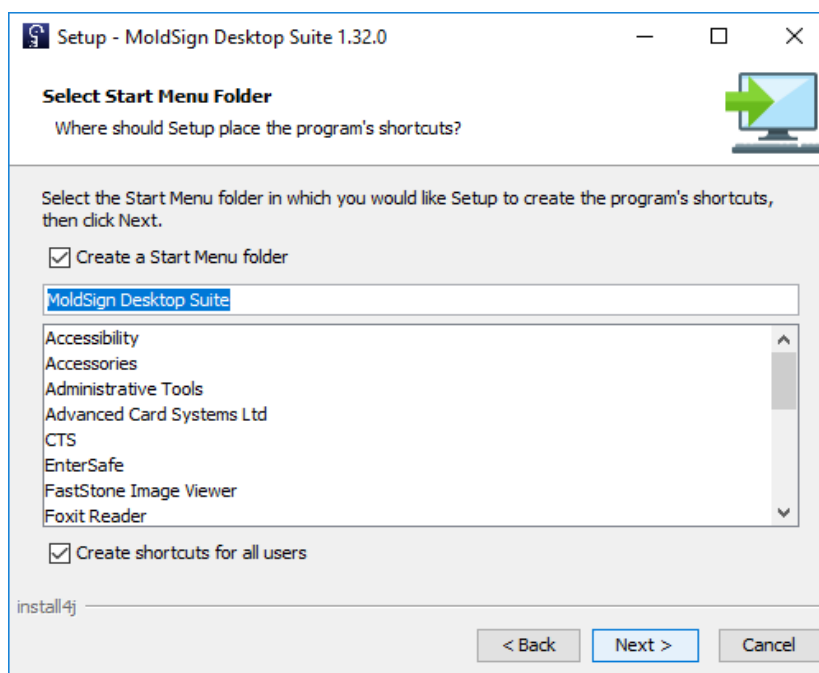 Setup - MoldSign Desktop Suite 1.32.0
Select Start Menu Folder
Where should Setup place the program's shortcuts?
Select the Start Menu folder in which you would like Setup to create the program's shortcuts,
then click Next.
Create a Start Menu folder
MoldSign Desktop Suite
Accessibility
Accessories
Administrative Tools
Advanced Card Systems Ltd
CTS
EnterSafe
FastStone Image Viewer
Foxit Reader
Create shortcuts for all users
install4j
< Back Next > Cancel